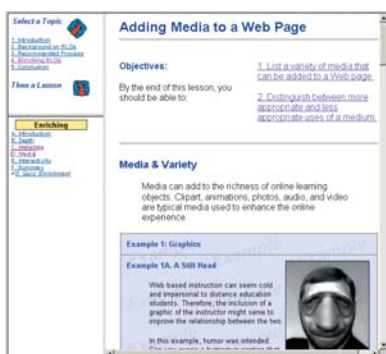 Select a Topic
1. Introduction
2. Background on RLOs
3. Recommended Process
4. Enriching RLOs
5. Conclusion
Then a Lesson
Enriching
A. Introduction
B. Depth
C. Metadata
D. Media
E. Interactivity
F. Summary
G. Quiz: Enrichment
Adding Media to a Web Page
Objectives:
By the end of this lesson, you
should be able to:
1. List a variety of media that
can be added to a Web page.
2. Distinguish between more
appropriate and less
appropriate uses of a medium.
Media & Variety
Media can add to the richness of online learning
objects. Clipart, animations, photos, audio, and video
are typical media used to enhance the online
experience.
Example 1: Graphics
Example 1A. A Still Head
Web based instruction can seem cold
and impersonal to distance education
students. Therefore, the inclusion of a
graphic of the instructor might serve to
improve the relationship between the two
In this example, humor was intended.